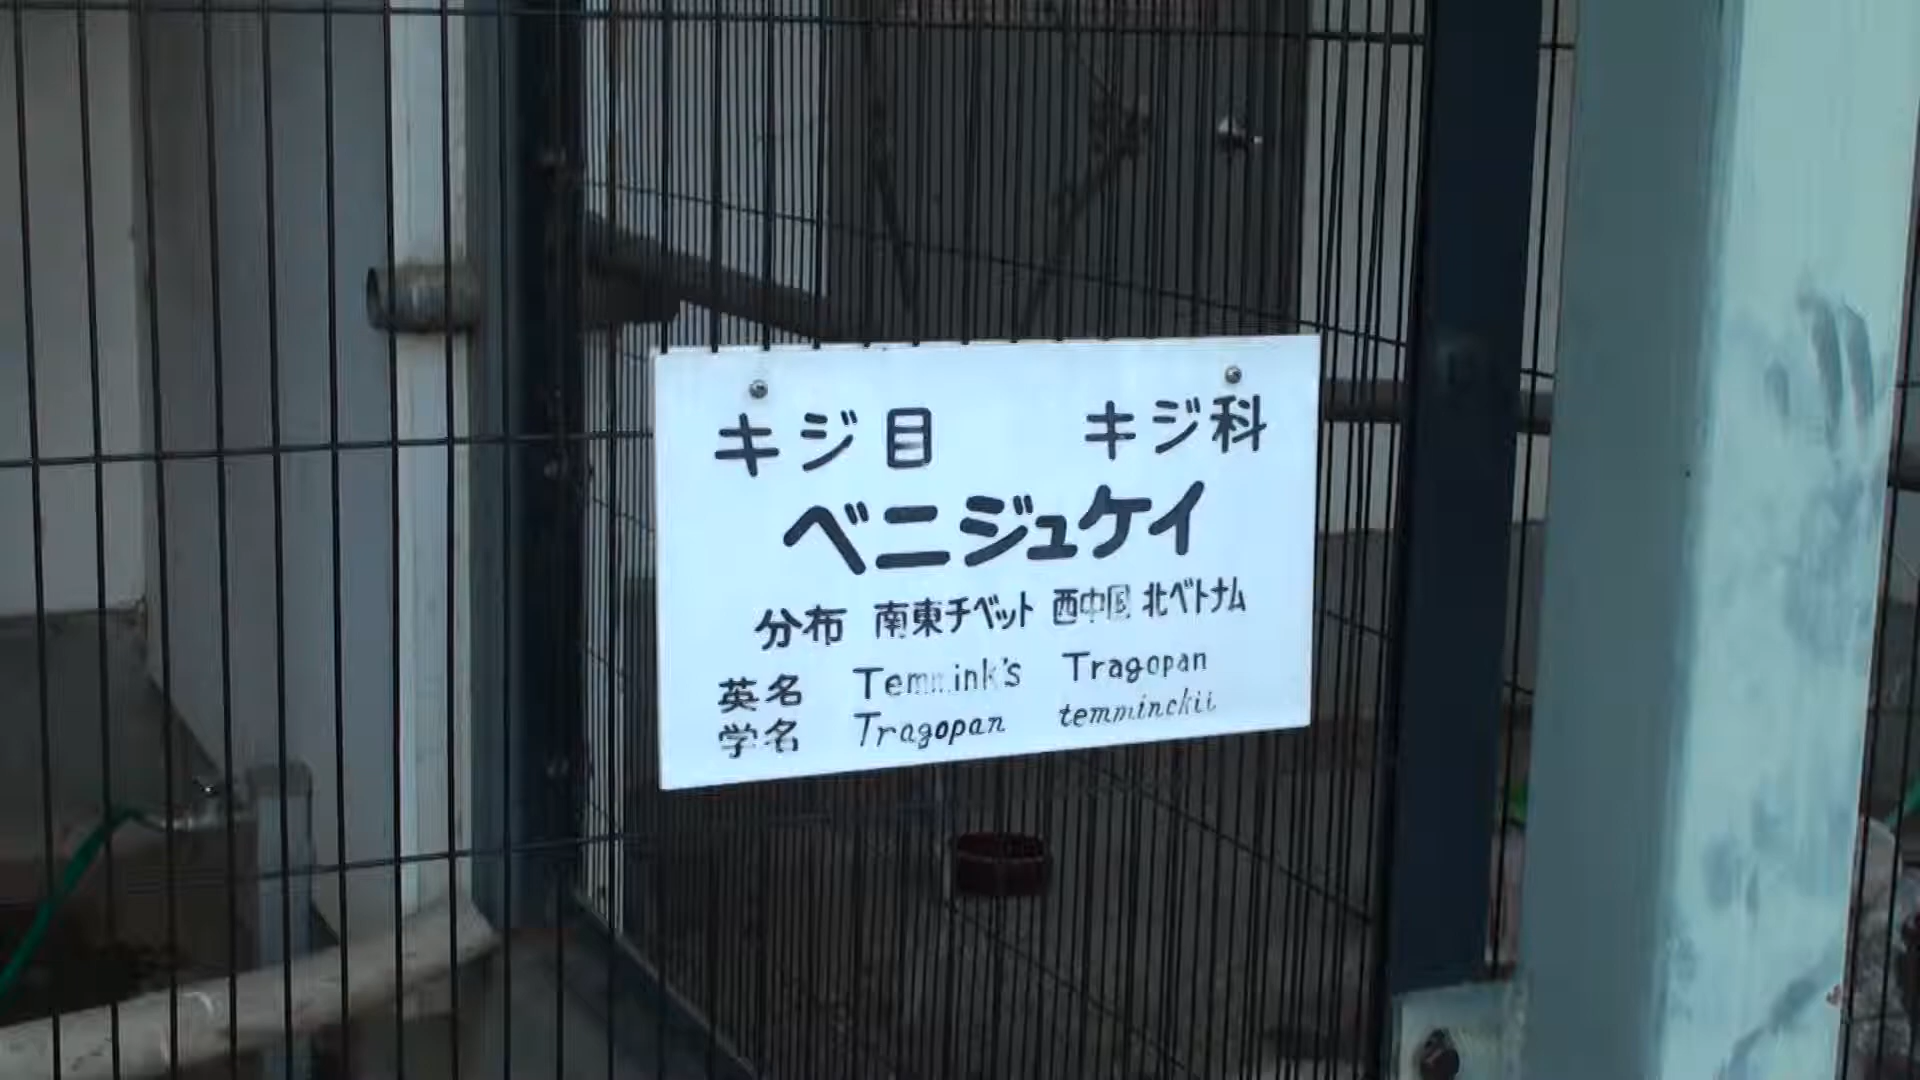 キジ目 キジ科
ベニジュケイ
分布 南東チベット 西中国 北ベトナム
英名 Temmink's Tragopan
学名 Tragopan temminckii